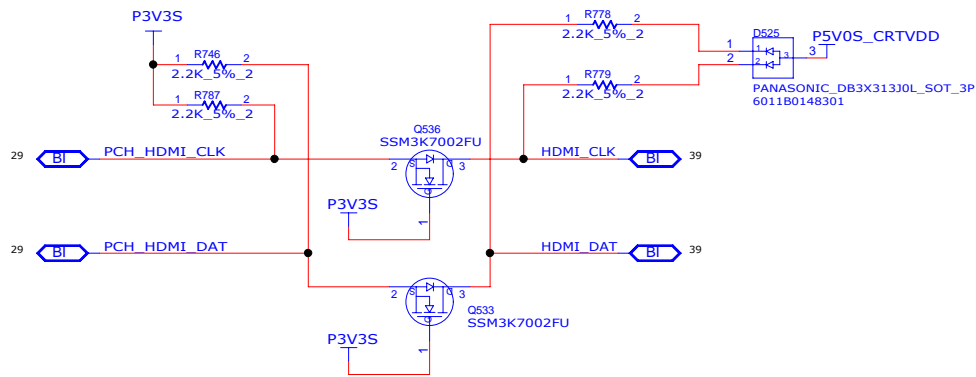 P3V3S
R778
1
2
2.2K_5%_2
D525
P5V0S_CRTVDD
1
1
3
3
2
2
R746
1
2
2.2K_5%_2
R779
1
2
2.2K_5%_2
PANASONIC_DB3X313J0L_SOT_3P
6011B0148301
R787
1
2
2.2K_5%_2
Q536
SSM3K7002FU
29
BI
PCH_HDMI_CLK
2
S
D
G
3
HDMI_CLK
BI
39
P3V3S
1
29
BI
PCH_HDMI_DAT
HDMI_DAT
BI
39
2
S
D
G
3
Q533
SSM3K7002FU
P3V3S
1